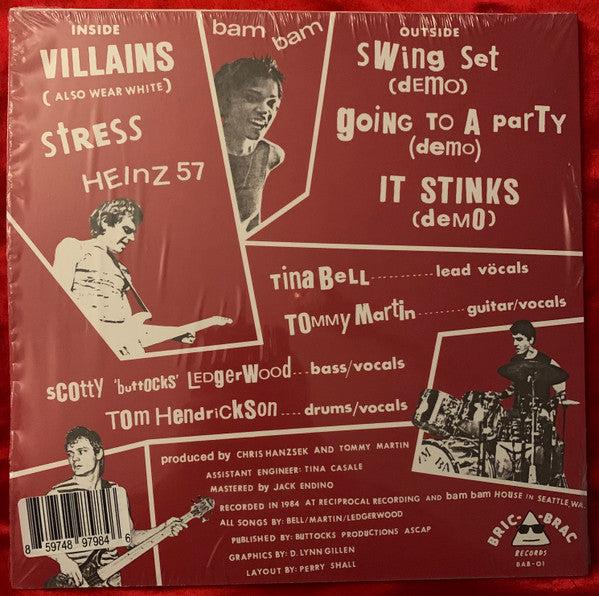 INSIDE
VILLAINS
(ALSO WEAR WHITE)
StRESS
HEInZ 57
bam bam
OUTSIDE
SWing Set
(dEMO)
gOiNG TO A PaRTY
(demo)
IT STINKS
(deMO)
Tina BELL ........... lead vöcals
TOmmy Martin ........ guitar/vocals
sCOtty 'buttOCKS' LEDgerWOOd... bass/vocals
TOm HendricKSon .... drums/vocals
BAM BAM
produced by CHRIS HANZSEK AND TOMMY MARTIN
ASSISTANT ENGINEER: TINA CASALE
MASTERED by JACK ENDINO
RECORDED IN 1984 AT RECIPROCAL RECORDING AND bam bam HOUSE IN SEATTLE, WA.
ALL SONGS BY: BELL/MARTIN/LEDGERWOOD
PUBLISHED BY: BUTTOCKS PRODUCTIONS ASCAP
GRAPHICS BY: D. LYNN GILLEN
LAYOUT BY: PERRY SHALL
8 59748 97984 6
BRIC-A-BRAC
RECORDS
BAB-01